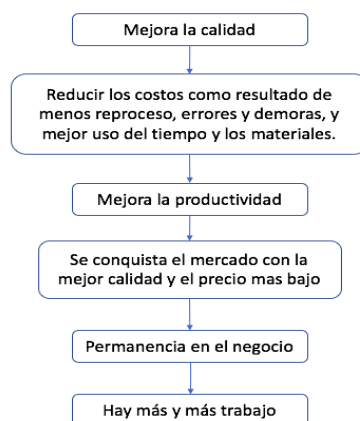 Mejora la calidad
Reducir los costos como resultado de
menos reproceso, errores y demoras, y
mejor uso del tiempo y los materiales.
Mejora la productividad
Se conquista el mercado con la
mejor calidad y el precio mas bajo
Permanencia en el negocio
Hay más y más trabajo